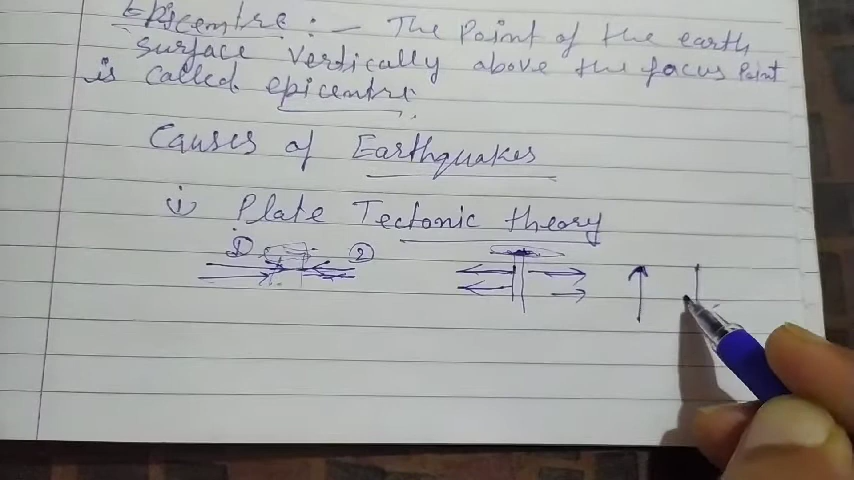 Epicentre :- The Point of the earth
surface vertically above the focus Point
is called epicentre.
Causes of Earthquakes
i) Plate Tectonic theory
① ②